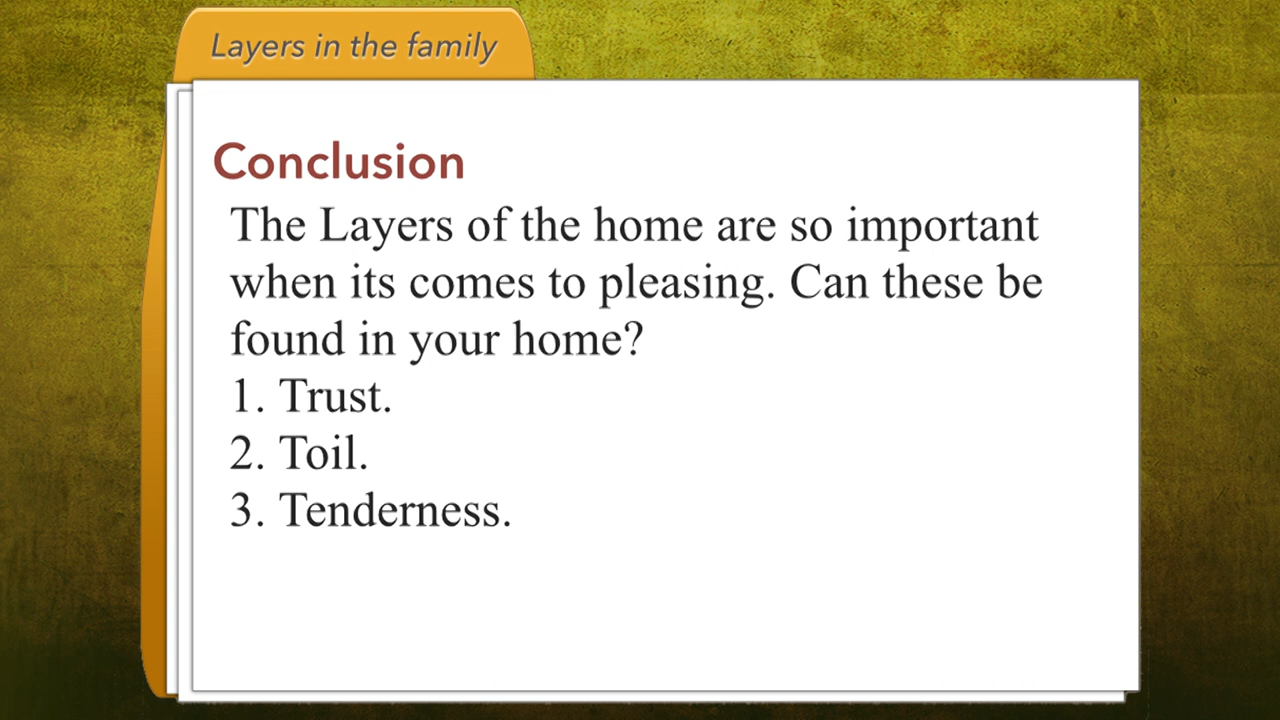 Layers in the family
Conclusion
The Layers of the home are so important
when its comes to pleasing. Can these be
found in your home?
1. Trust.
2. Toil.
3. Tenderness.